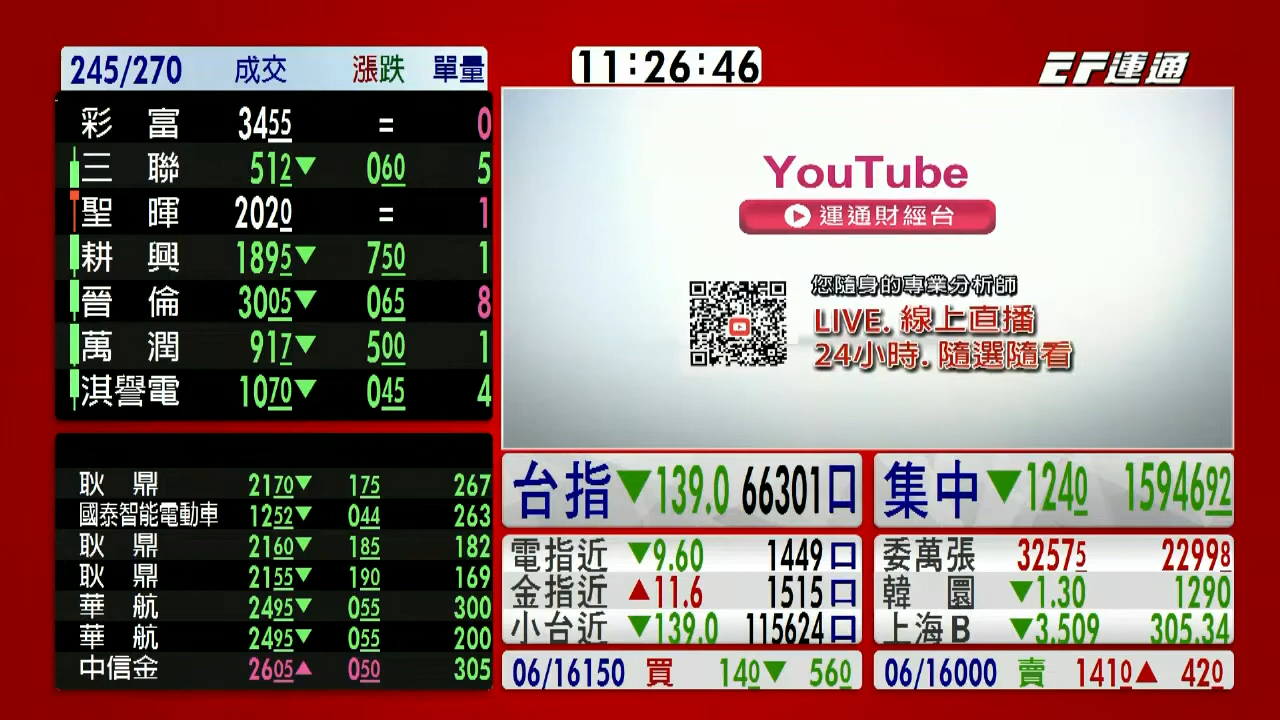 245/270 成交 漲跌 單量
11:26:46
EF運通
彩富 3455 = 0
三聯 512▼ 060 5
聖暉 2020 = 1
耕興 1895▼ 750 1
晉倫 3005▼ 065 8
萬潤 917▼ 500 1
淇譽電 1070▼ 045 4
YouTube
運通財經台
您隨身的專業分析師
LIVE. 線上直播
24小時. 隨選隨看
耿鼎 2170▼ 175 267
國泰智能電動車 1252▼ 044 263
耿鼎 2160▼ 185 182
耿鼎 2155▼ 190 169
華航 2495▼ 055 300
華航 2495▼ 055 200
中信金 2605▲ 050 305
台指▼139.0 66301口
集中▼1240 1594692
電指近 ▼9.60 1449口
金指近 ▲11.6 1515口
小台近 ▼139.0 115624口
委萬張 32575 22998
韓圜 ▼1.30 1290
上海B ▼3.509 305.34
06/16150 買 140▼ 560
06/16000 賣 1410▲ 420